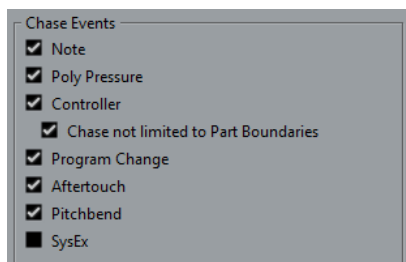 Chase Events
Note
Poly Pressure
Controller
Chase not limited to Part Boundaries
Program Change
Aftertouch
Pitchbend
SysEx